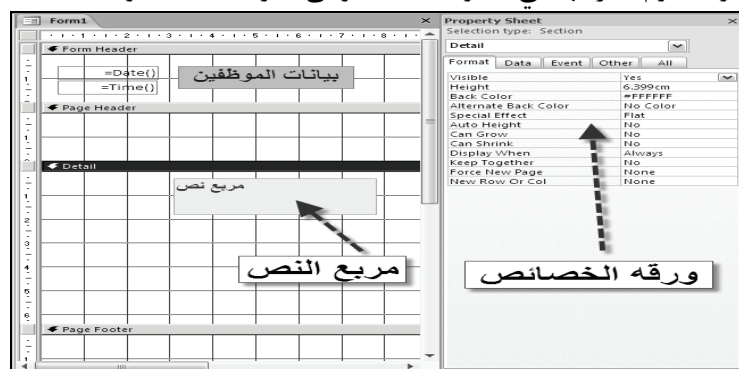 Form1
Form Header
=Date()
بيانات الموظفين
=Time()
Page Header
Detail
مربع نص
مربع النص
Page Footer
Property Sheet
Selection type: Section
Detail
Format Data Event Other All
Visible Yes
Height 6.399cm
Back Color #FFFFFF
Alternate Back Color No Color
Special Effect Flat
Auto Height No
Can Grow No
Can Shrink No
Display When Always
Keep Together No
Force New Page None
New Row Or Col None
ورقه الخصائص